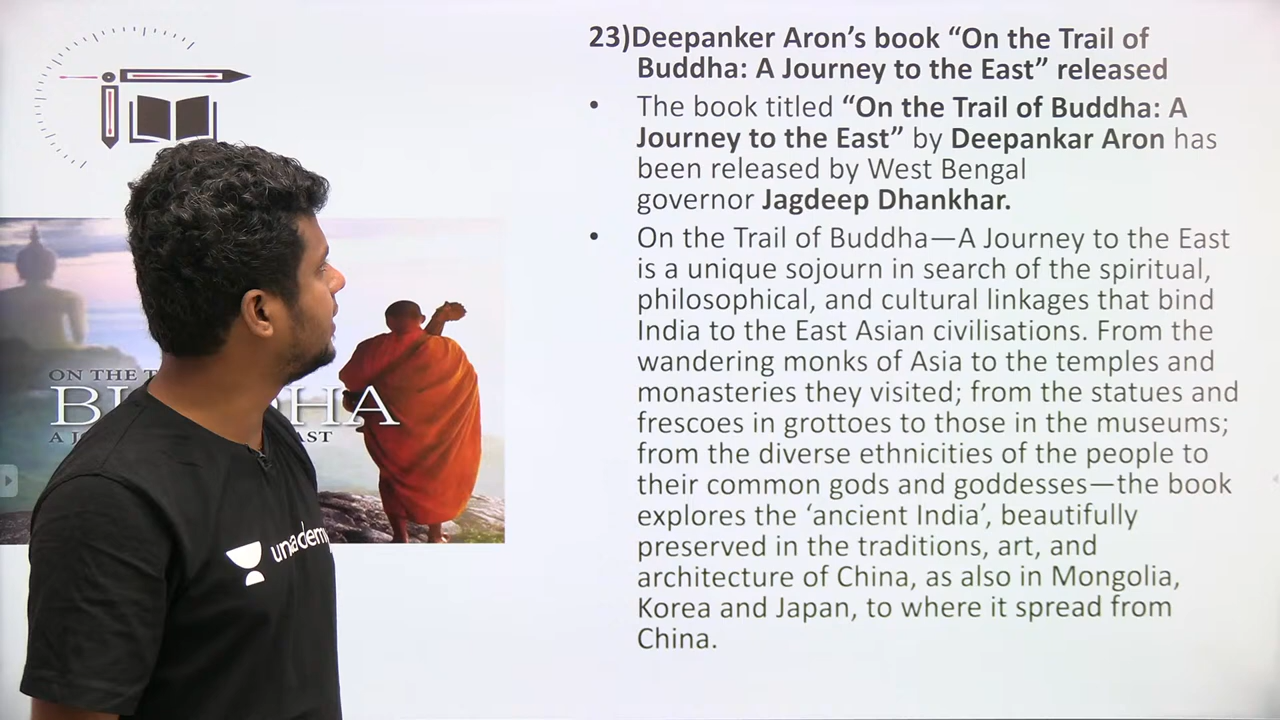 23)Deepanker Aron’s book “On the Trail of
Buddha: A Journey to the East” released
• The book titled “On the Trail of Buddha: A
Journey to the East” by Deepankar Aron has
been released by West Bengal
governor Jagdeep Dhankhar.
• On the Trail of Buddha—A Journey to the East
is a unique sojourn in search of the spiritual,
philosophical, and cultural linkages that bind
India to the East Asian civilisations. From the
wandering monks of Asia to the temples and
monasteries they visited; from the statues and
frescoes in grottoes to those in the museums;
from the diverse ethnicities of the people to
their common gods and goddesses—the book
explores the ‘ancient India’, beautifully
preserved in the traditions, art, and
architecture of China, as also in Mongolia,
Korea and Japan, to where it spread from
China.
ON THE
unacademy